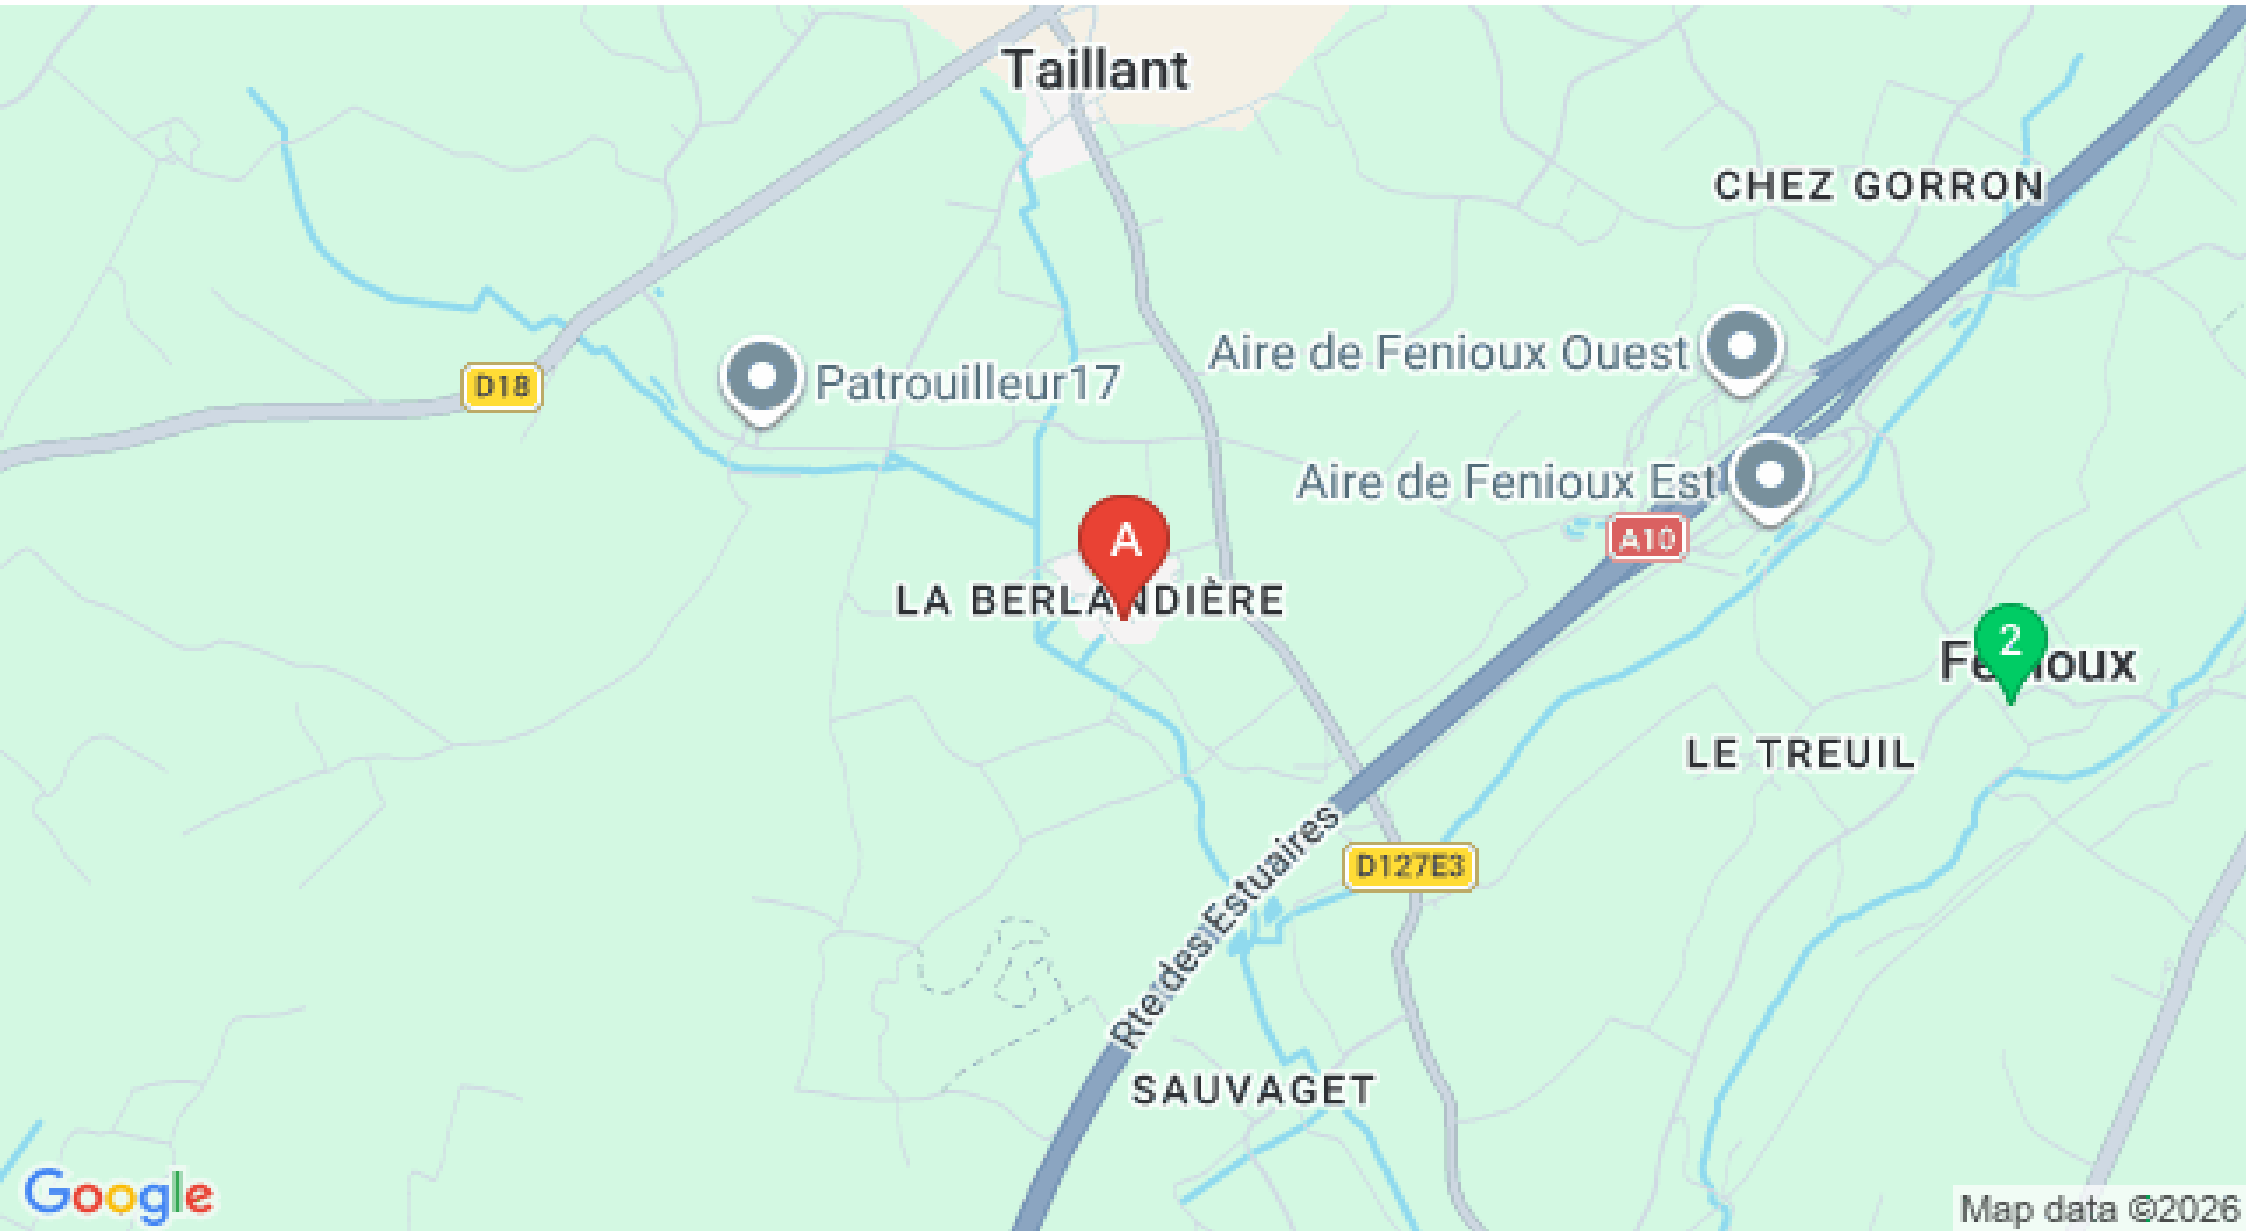 Taillant
CHEZ GORRON
Aire de Fenioux Ouest
D18
Patrouilleur17
Aire de Fenioux Est
A10
A
LA BERLANDIÈRE
2
LE TREUIL
D127E3
Rte des Estuaires
SAUVAGET
Google
Map data ©2026